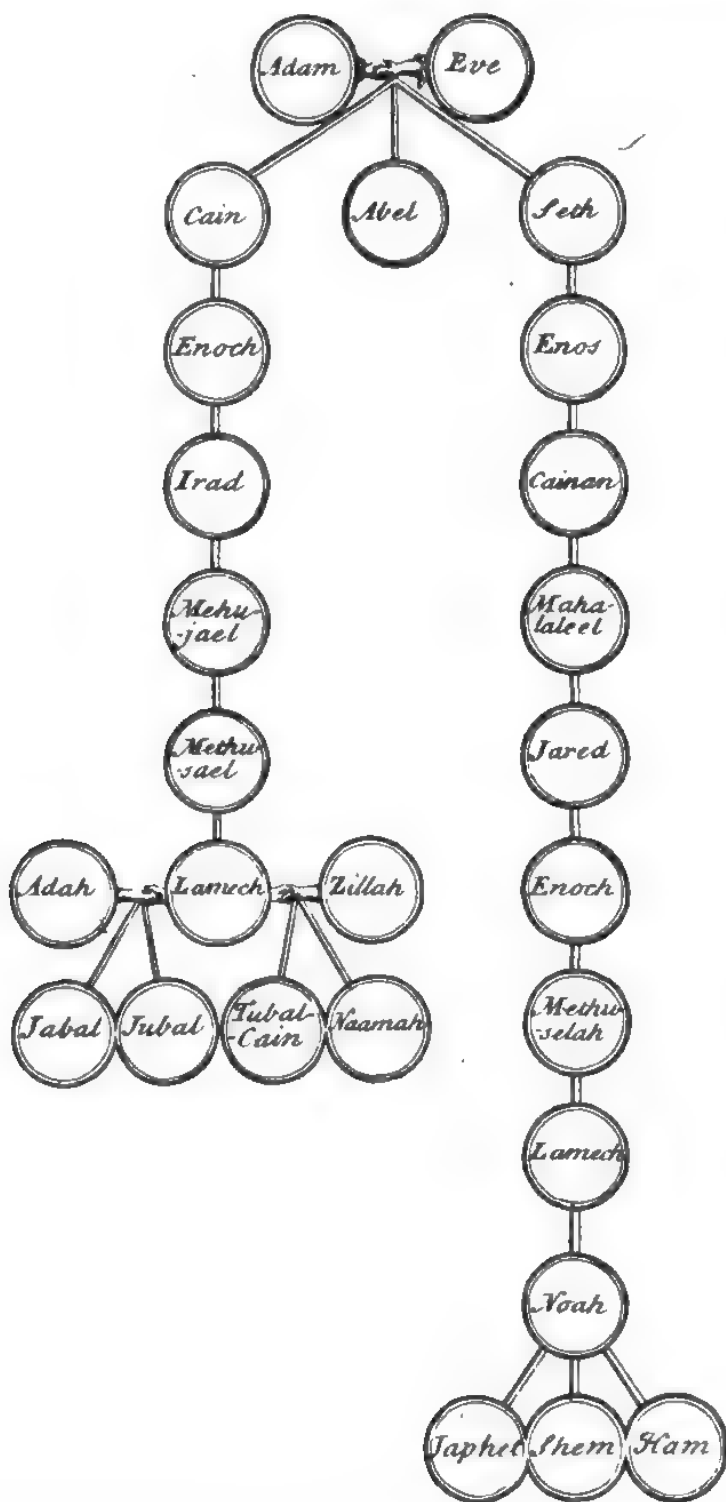 Adam
Eve
Cain
Abel
Seth
Enoch
Enos
Irad
Cainan
Mehu-
-jael
Maha-
laleel
Methu-
-sael
Jared
Adah
Lamech
Zillah
Enoch
Jabal
Jubal
Tubal-
-Cain
Naamah
Methu-
-selah
Lamech
Noah
Japhet
Shem
Ham